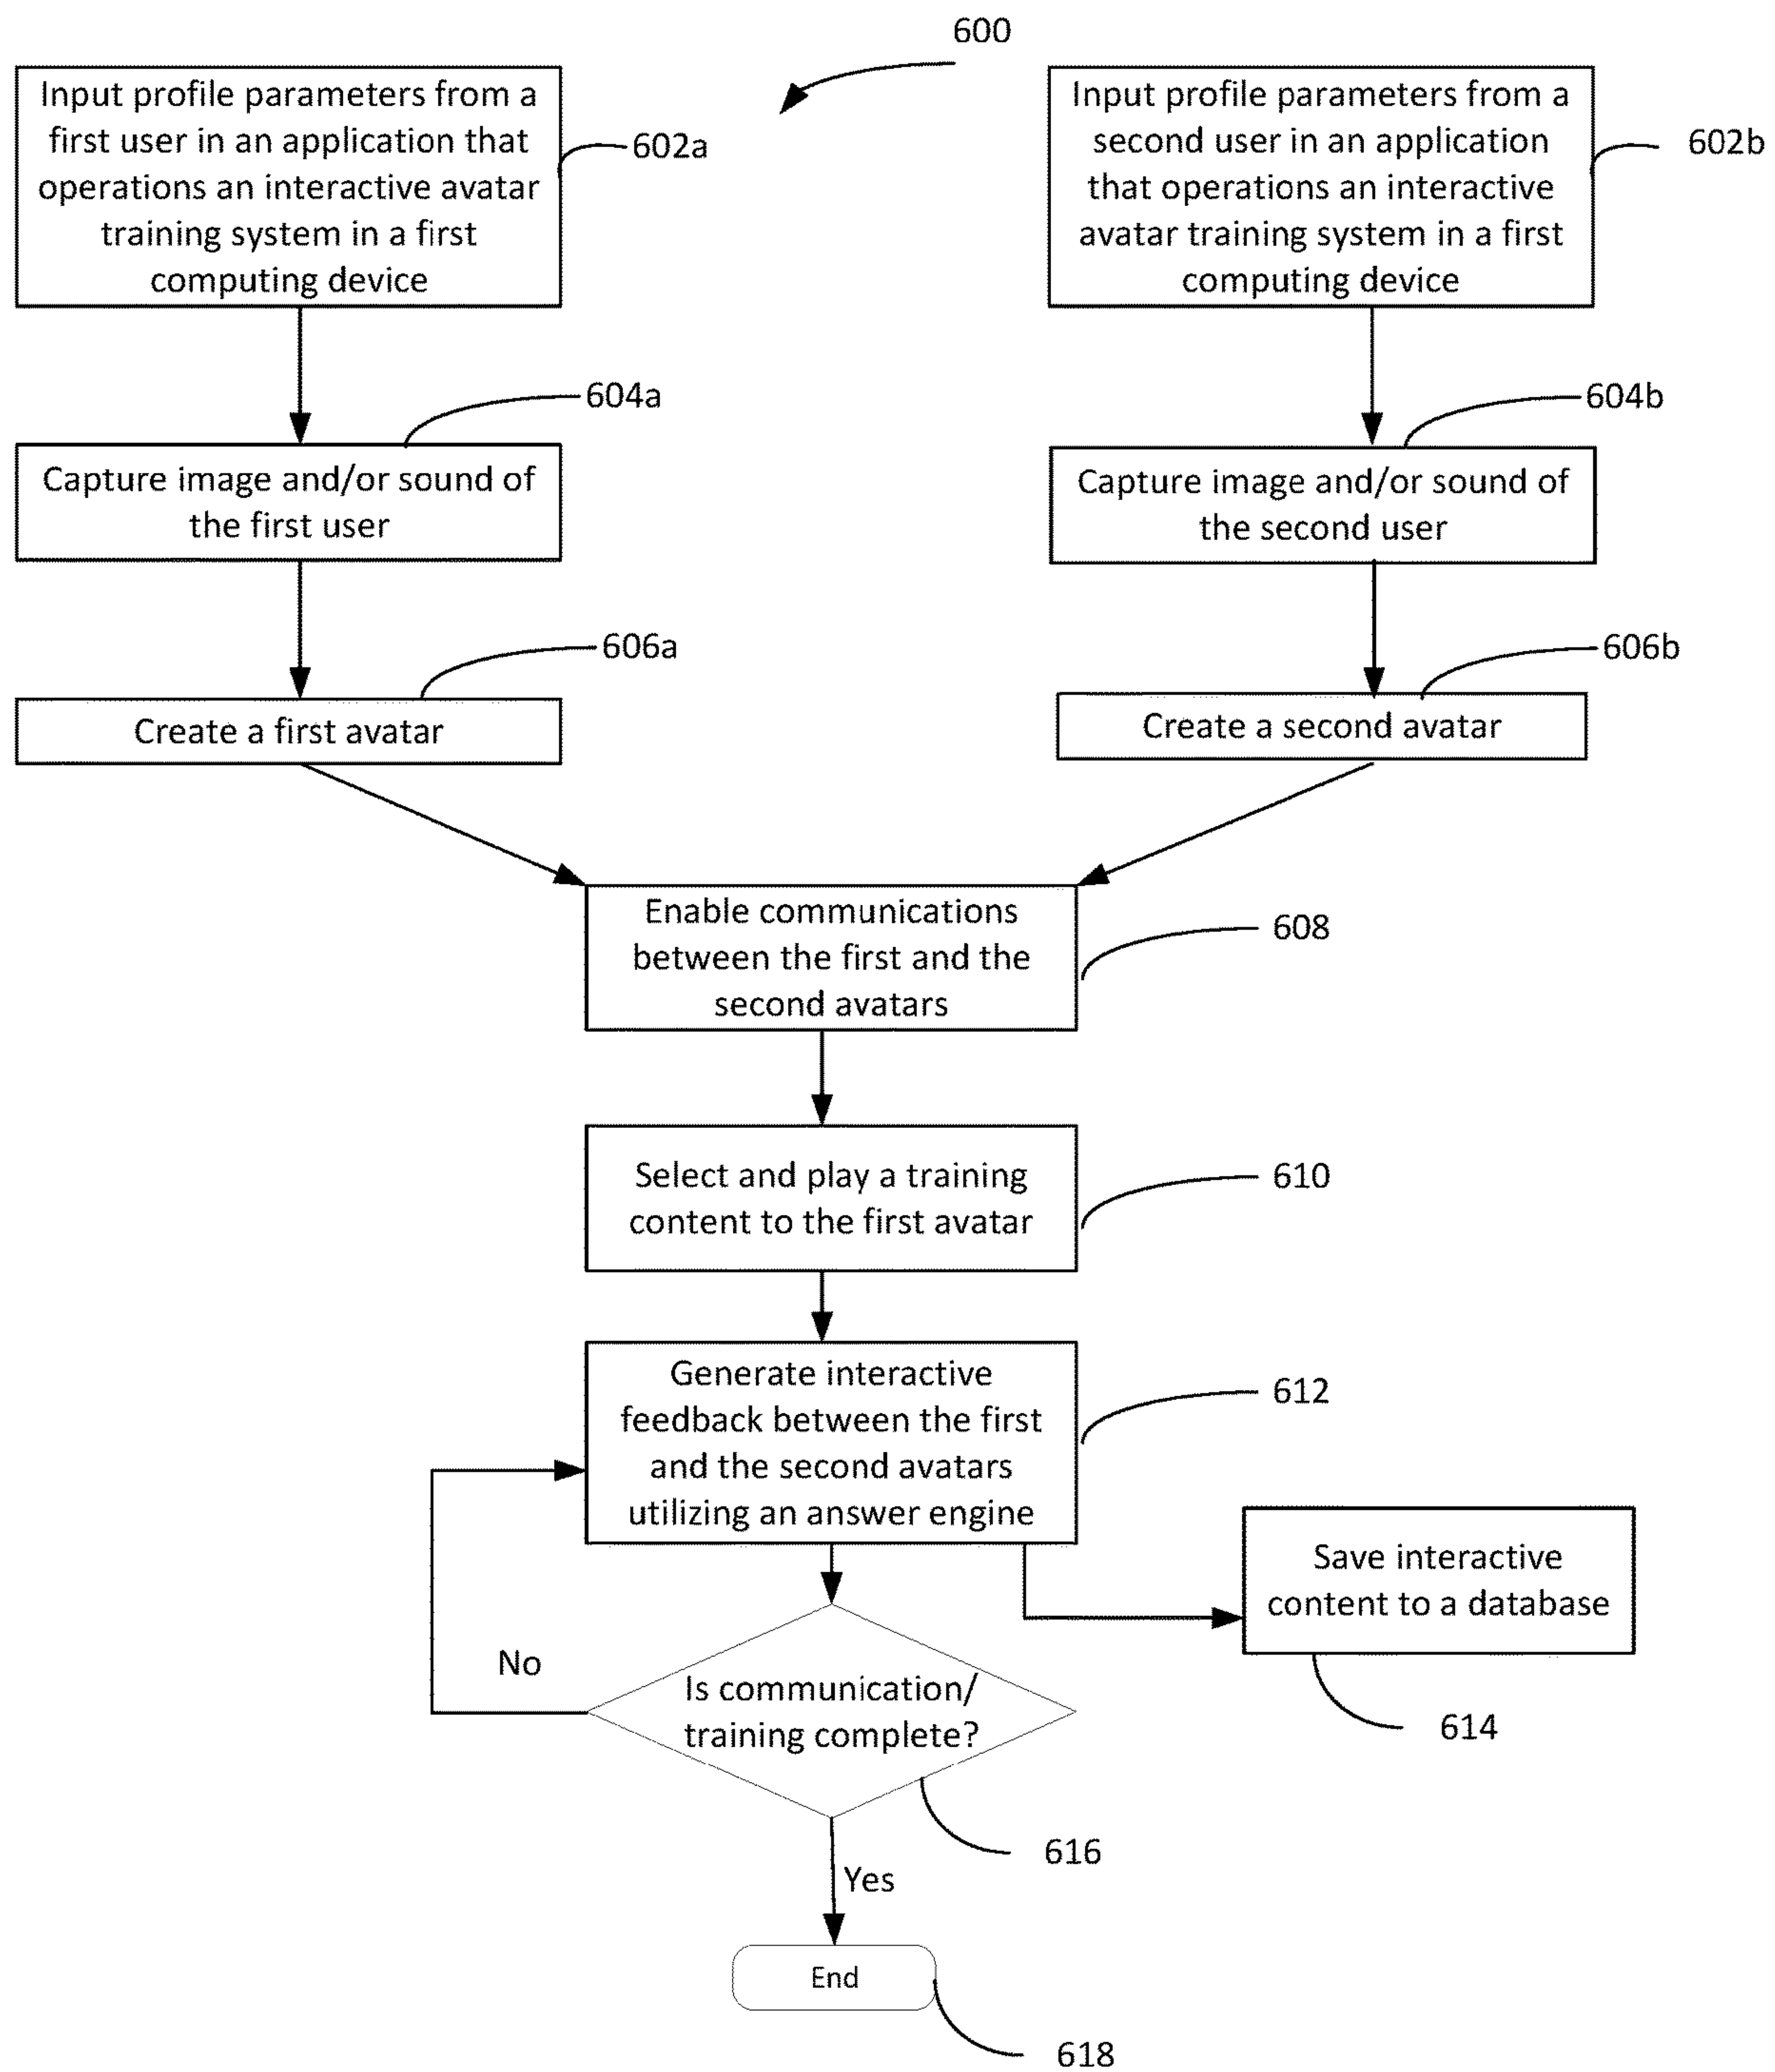 600
Input profile parameters from a
first user in an application that
operations an interactive avatar
training system in a first
computing device
602a
Input profile parameters from a
second user in an application
that operations an interactive
avatar training system in a first
computing device
602b
604a
Capture image and/or sound of
the first user
604b
Capture image and/or sound of
the second user
606a
Create a first avatar
606b
Create a second avatar
Enable communications
between the first and the
second avatars
608
Select and play a training
content to the first avatar
610
Generate interactive
feedback between the first
and the second avatars
utilizing an answer engine
612
Save interactive
content to a database
614
No
Is communication/
training complete?
616
Yes
End
618